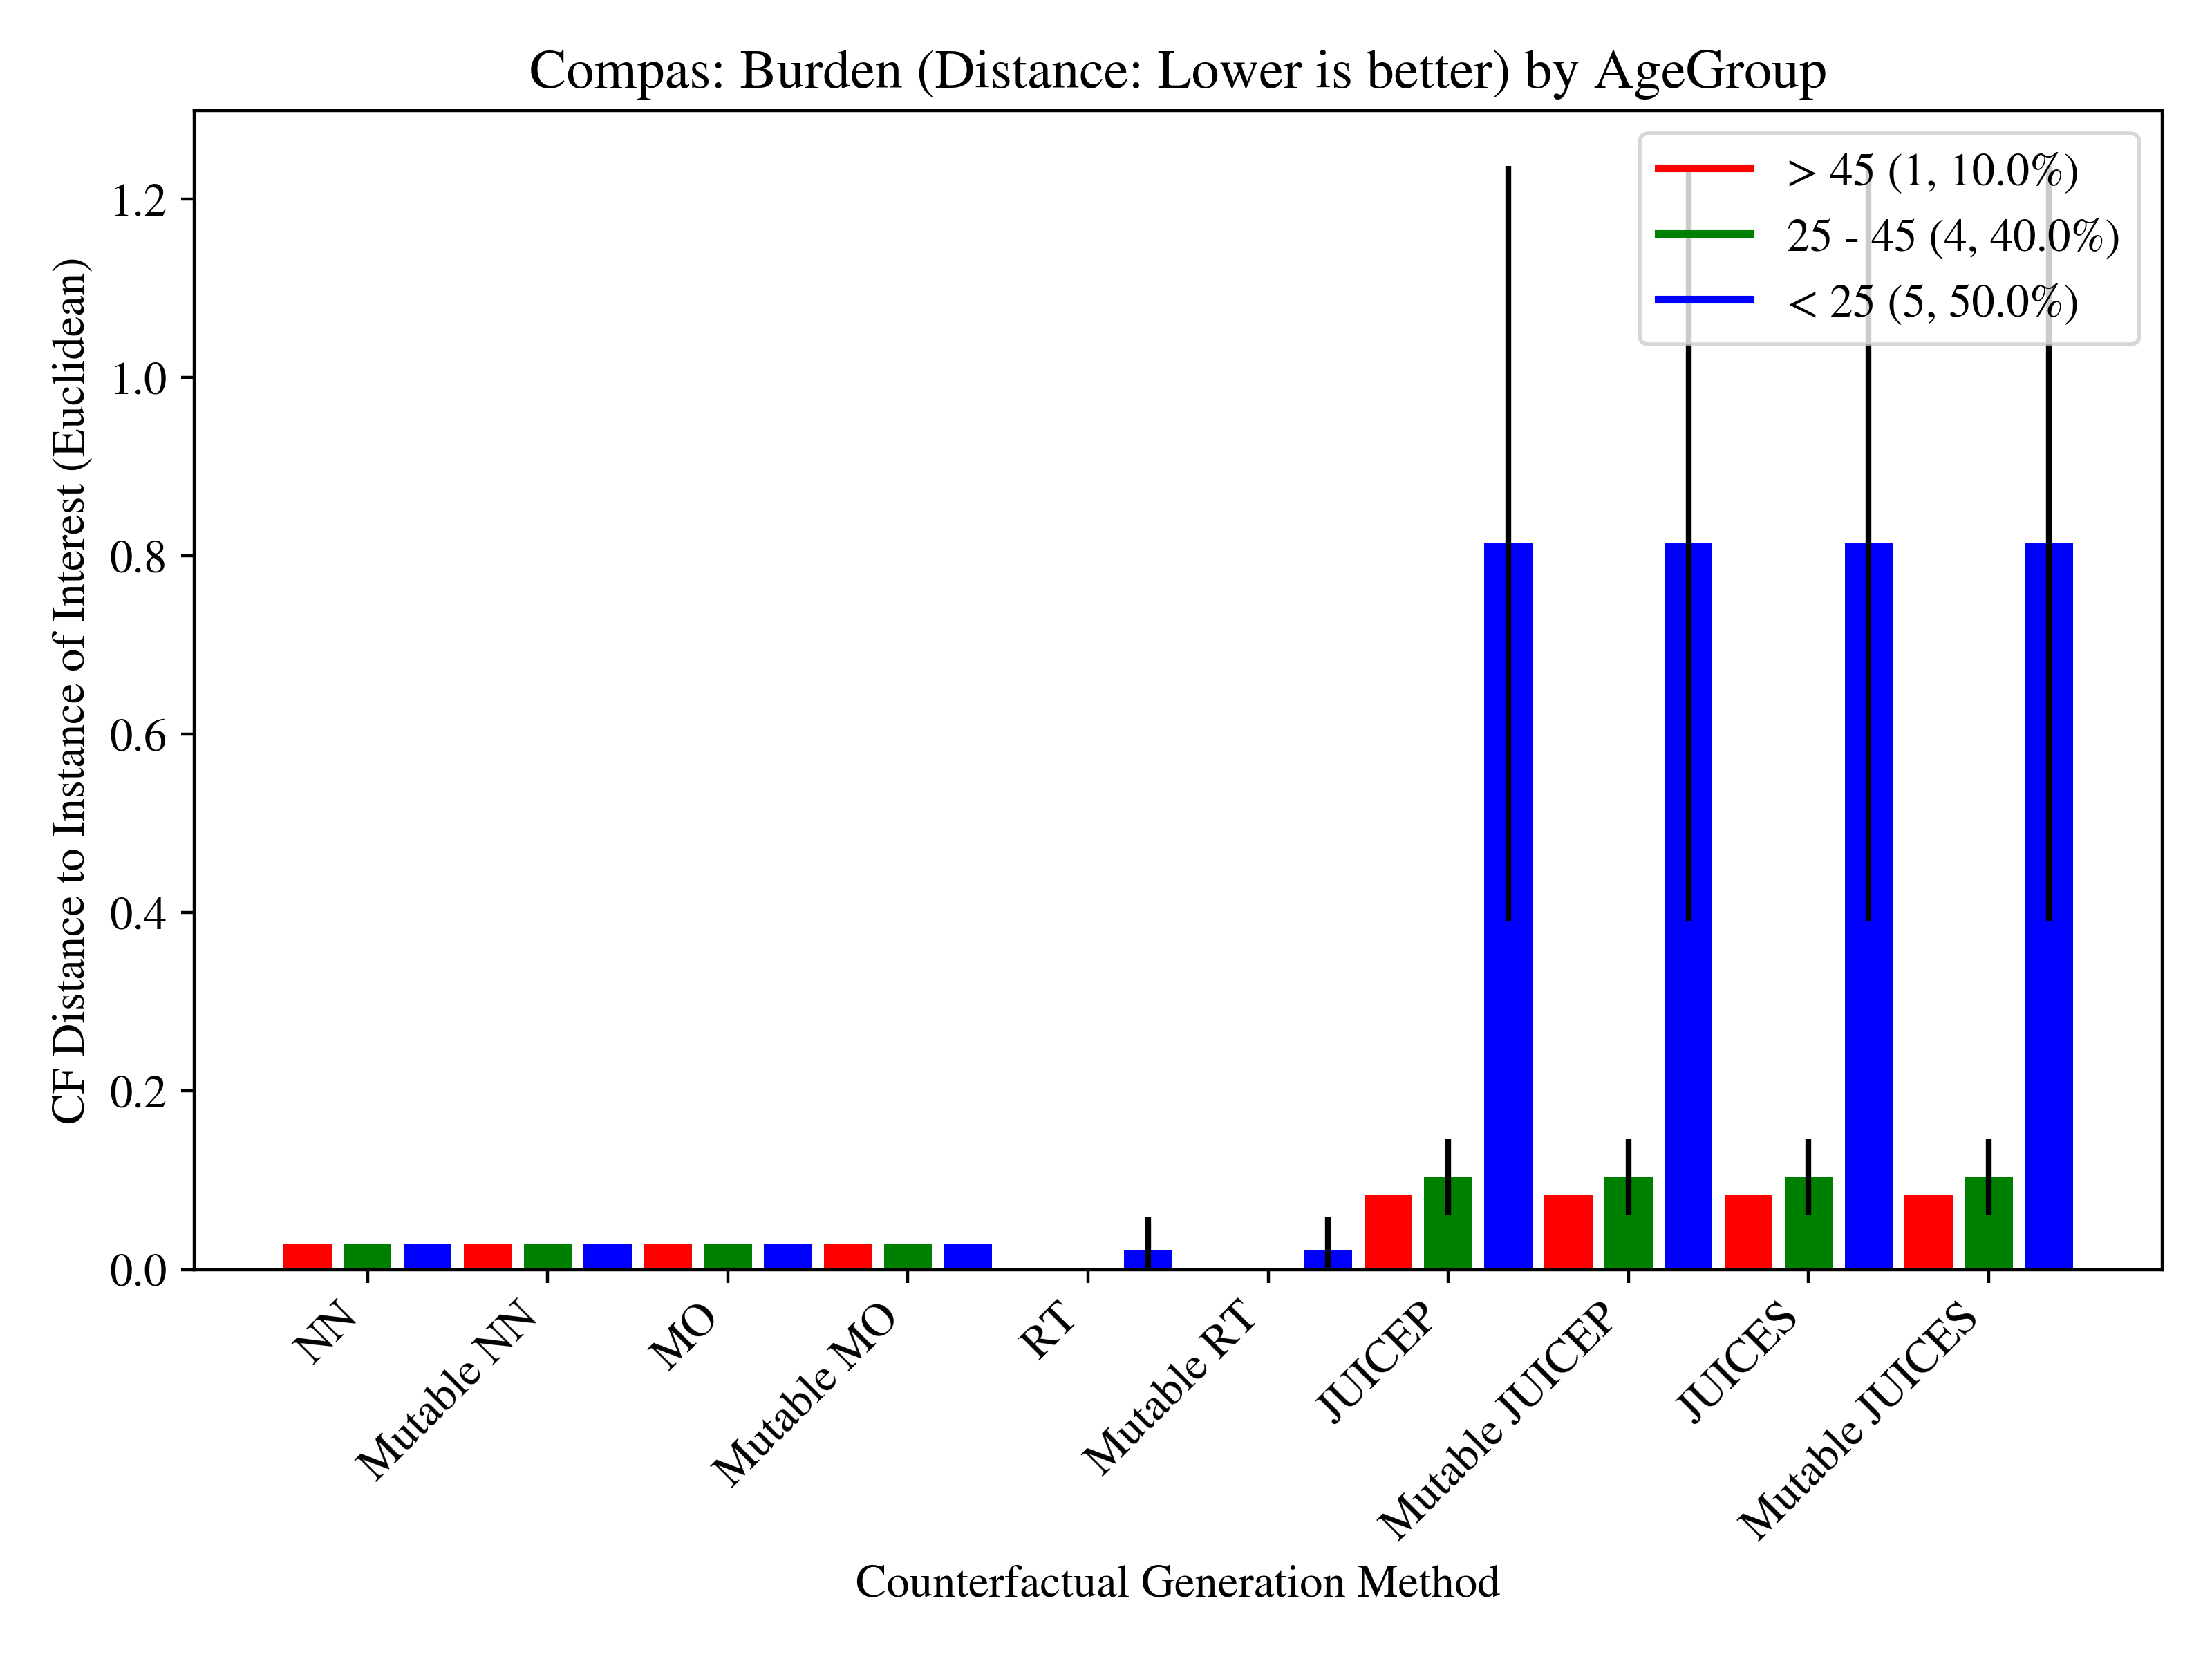 Compas: Burden (Distance: Lower is better) by AgeGroup
> 45 (1, 10.0%)
25 - 45 (4, 40.0%)
< 25 (5, 50.0%)
CF Distance to Instance of Interest (Euclidean)
1.2
1.0
0.8
0.6
0.4
0.2
0.0
NN
Mutable NN
MO
Mutable MO
RT
Mutable RT
JUICEP
Mutable JUICEP
JUICES
Mutable JUICES
Counterfactual Generation Method